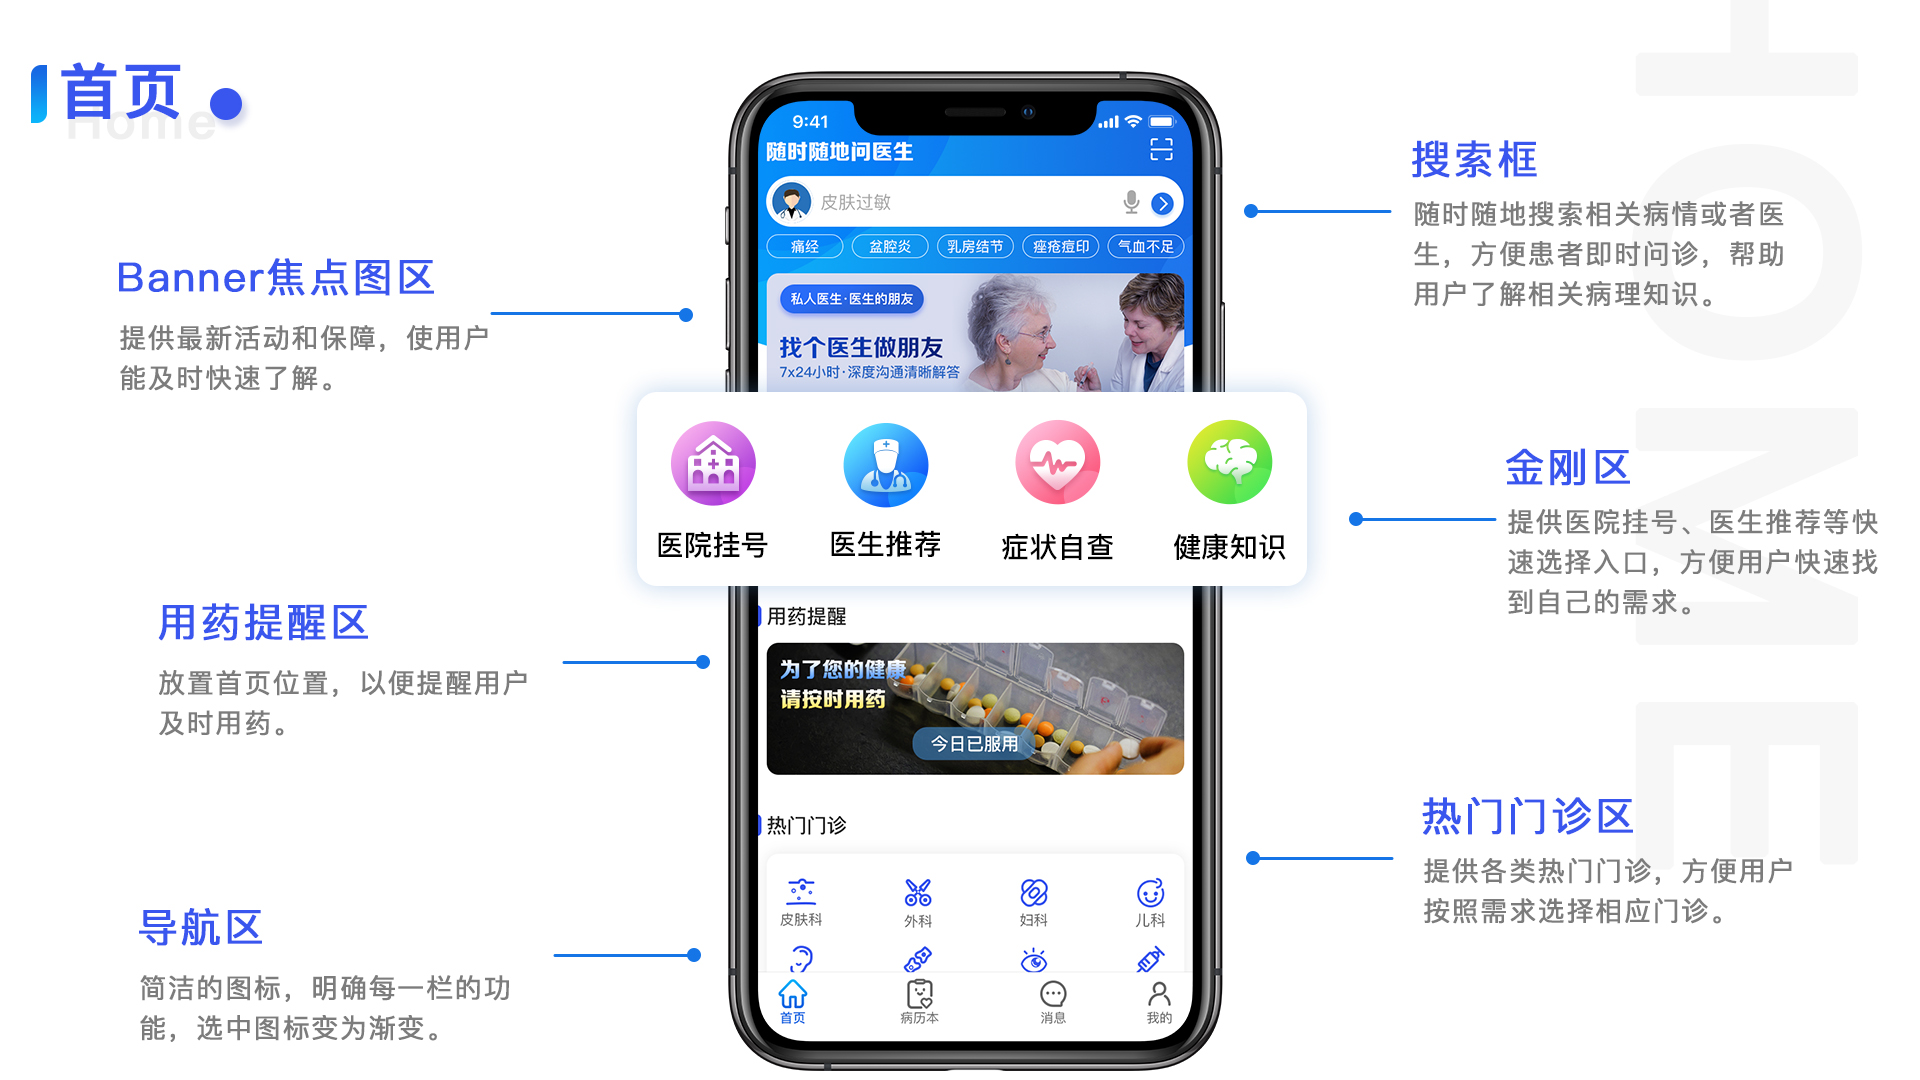 首页
Home
HOME
Banner焦点图区
提供最新活动和保障，使用户
能及时快速了解。
用药提醒区
放置首页位置，以便提醒用户
及时用药。
导航区
简洁的图标，明确每一栏的功
能，选中图标变为渐变。
9:41
随时随地问医生
皮肤过敏
痛经
盆腔炎
乳房结节
痤疮痘印
气血不足
私人医生·医生的朋友
找个医生做朋友
7x24小时·深度沟通清晰解答
医院挂号
医生推荐
症状自查
健康知识
用药提醒
为了您的健康
请按时用药
今日已服用
热门门诊
皮肤科
外科
妇科
儿科
首页
病历本
消息
我的
搜索框
随时随地搜索相关病情或者医
生，方便患者即时问诊，帮助
用户了解相关病理知识。
金刚区
提供医院挂号、医生推荐等快
速选择入口，方便用户快速找
到自己的需求。
热门门诊区
提供各类热门门诊，方便用户
按照需求选择相应门诊。